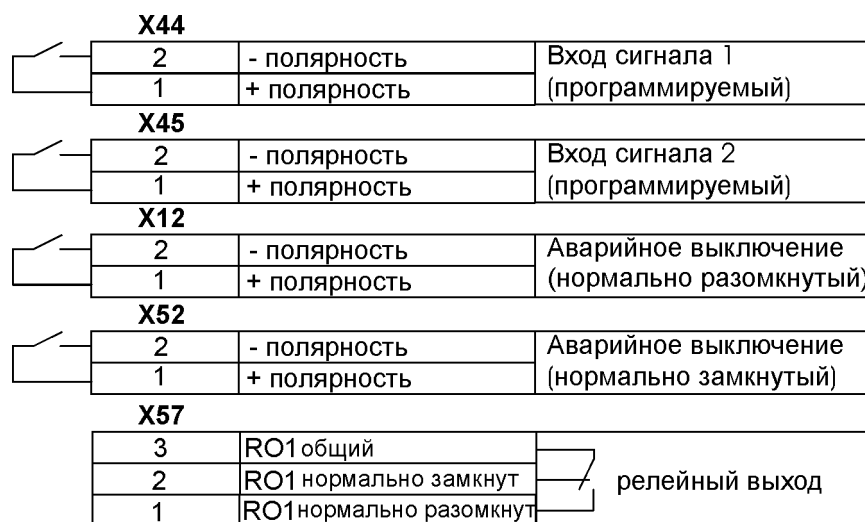 X44
2 - полярность Вход сигнала 1
1 + полярность (программируемый)
X45
2 - полярность Вход сигнала 2
1 + полярность (программируемый)
X12
2 - полярность Аварийное выключение
1 + полярность (нормально разомкнутый)
X52
2 - полярность Аварийное выключение
1 + полярность (нормально замкнутый)
X57
3 RO1 общий
2 RO1 нормально замкнут релейный выход
1 RO1 нормально разомкнут